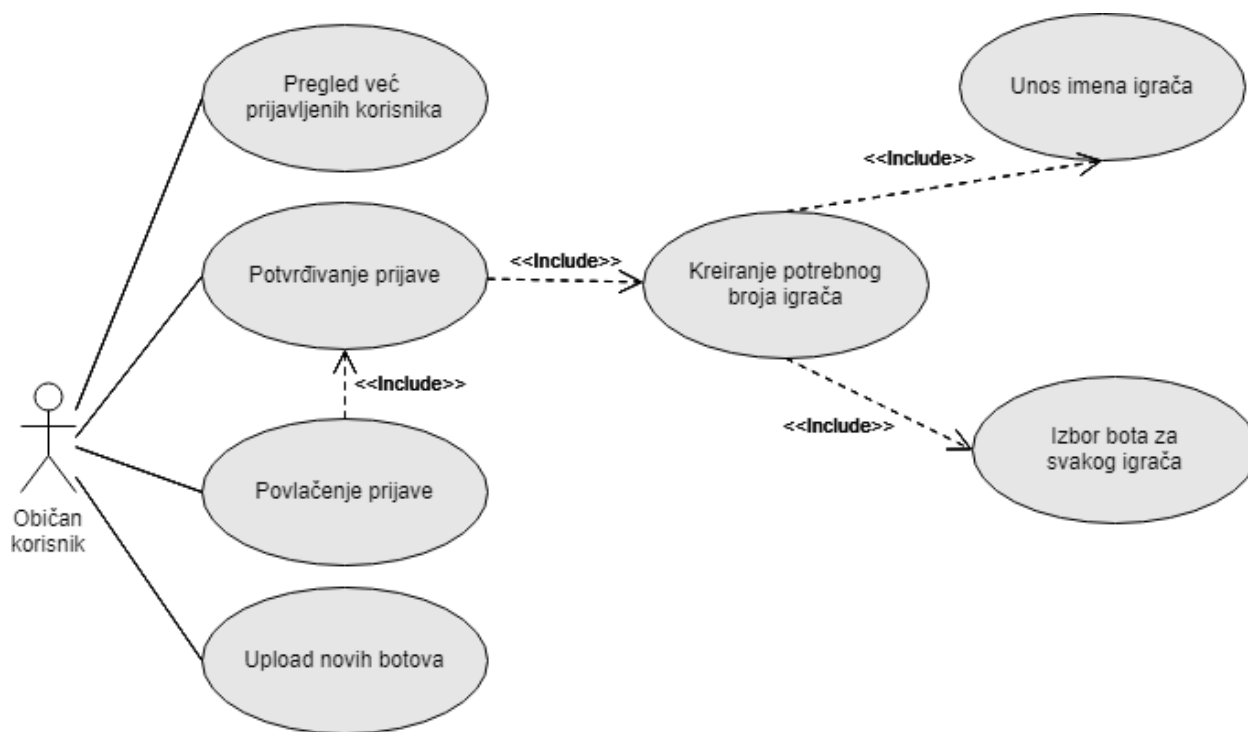 Pregled već
prijavljenih korisnika
Unos imena igrača
<<Include>>
Potvrđivanje prijave
<<Include>>
Kreiranje potrebnog
broja igrača
<<Include>>
<<Include>>
Izbor bota za
svakog igrača
Povlačenje prijave
Običan
korisnik
Upload novih botova